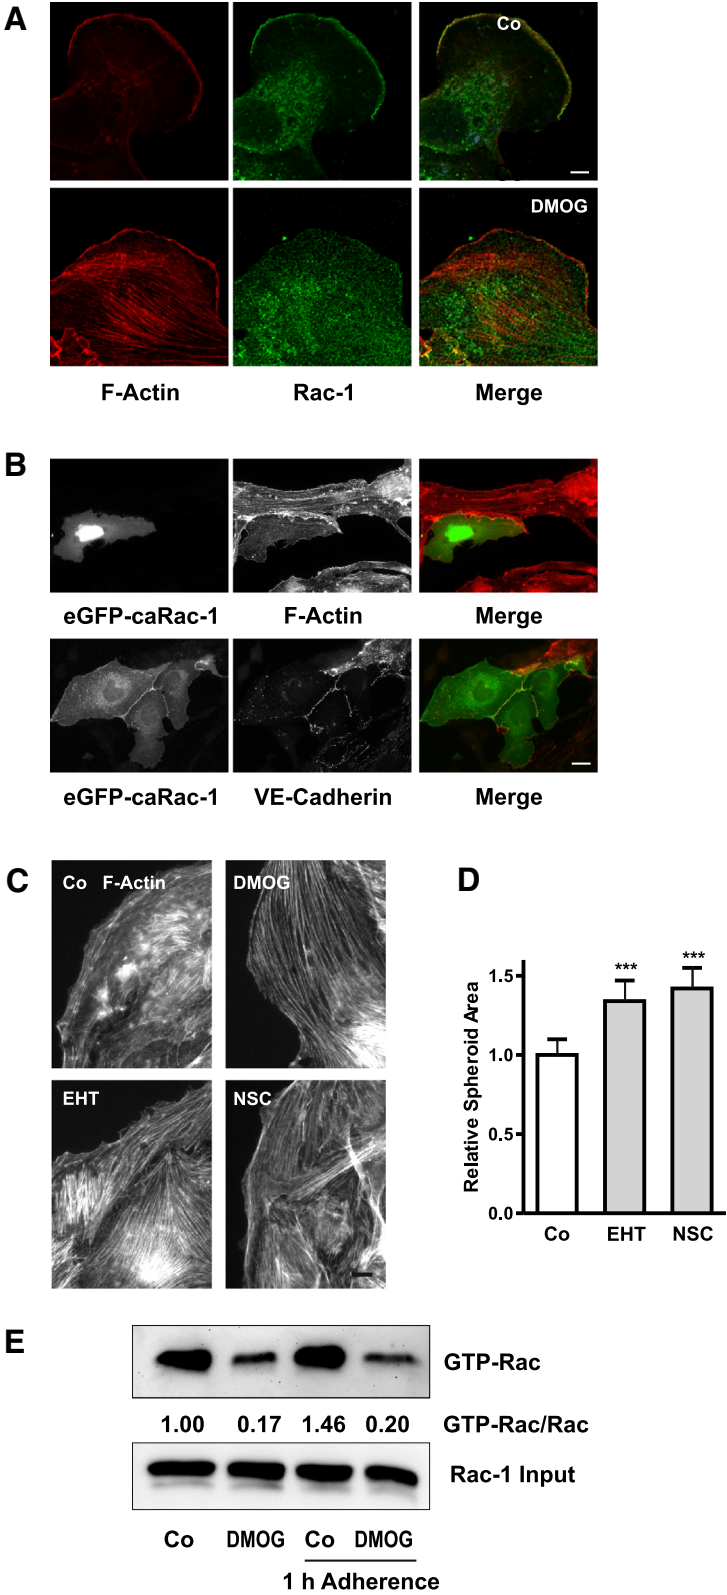 A
Co
DMOG
F-Actin Rac-1 Merge
B
eGFP-caRac-1 F-Actin Merge
eGFP-caRac-1 VE-Cadherin Merge
C
Co F-Actin DMOG
EHT NSC
D
***
***
1.5
1.0
0.5
0.0
Relative Spheroid Area
Co EHT NSC
E
GTP-Rac
1.00 0.17 1.46 0.20 GTP-Rac/Rac
Rac-1 Input
Co DMOG Co DMOG
1 h Adherence